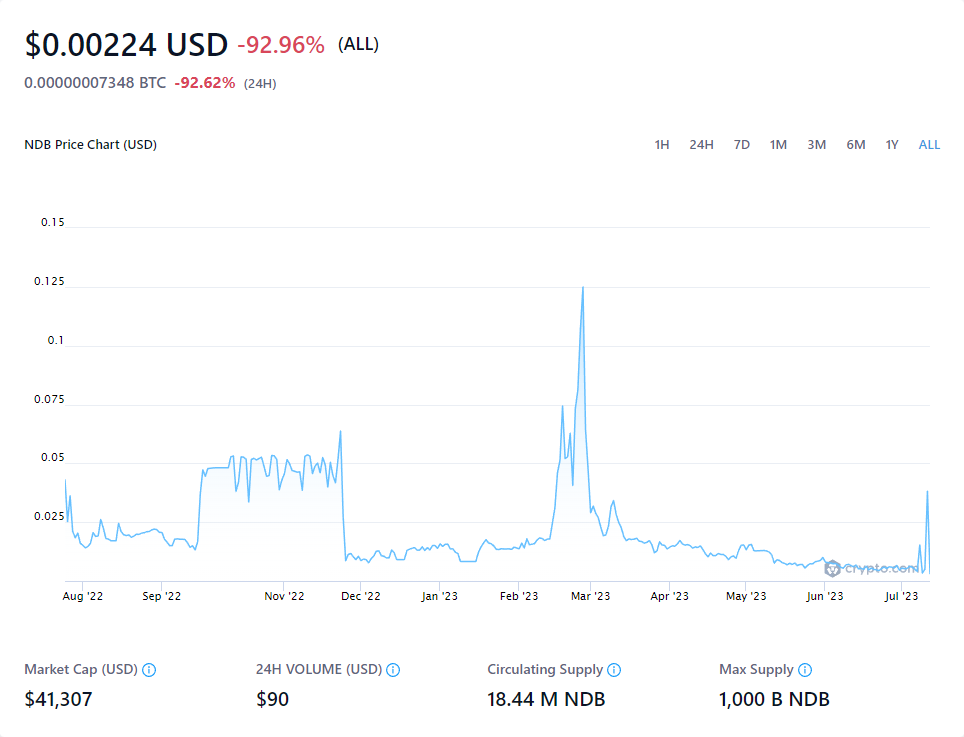 $0.00224 USD -92.96% (ALL)
0.00000007348 BTC -92.62% (24H)
NDB Price Chart (USD) 1H 24H 7D 1M 3M 6M 1Y ALL
0.15
0.125
0.1
0.075
0.05
0.025
crypto.com
Aug '22 Sep '22 Nov '22 Dec '22 Jan '23 Feb '23 Mar '23 Apr '23 May '23 Jun '23 Jul '23
Market Cap (USD) 24H VOLUME (USD) Circulating Supply Max Supply
$41,307 $90 18.44 M NDB 1,000 B NDB